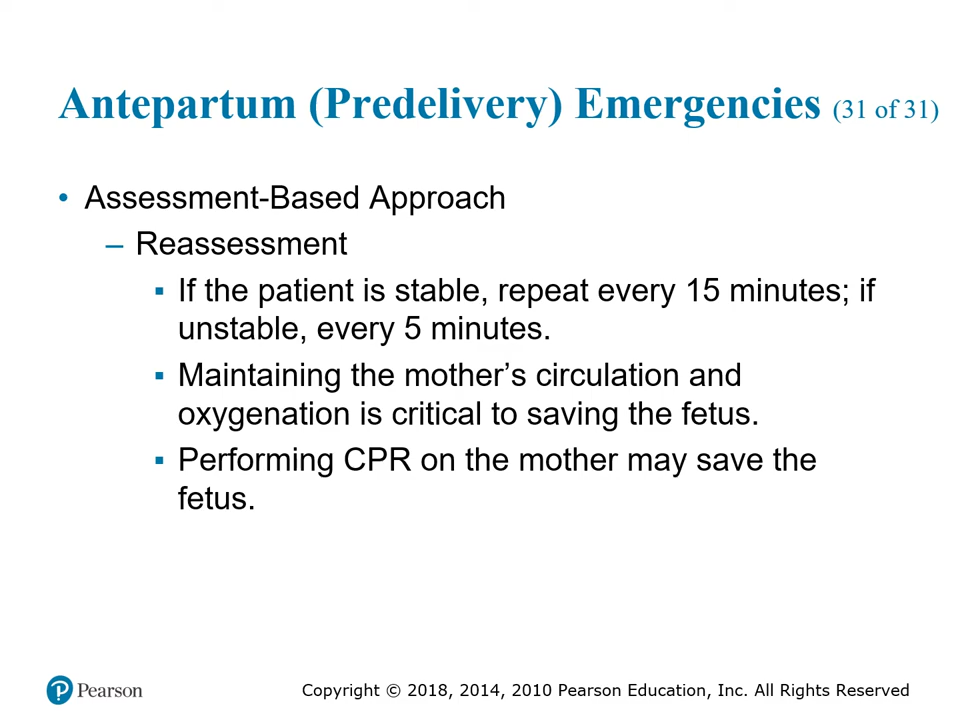 Antepartum (Predelivery) Emergencies (31 of 31)
• Assessment-Based Approach
– Reassessment
▪ If the patient is stable, repeat every 15 minutes; if
unstable, every 5 minutes.
▪ Maintaining the mother’s circulation and
oxygenation is critical to saving the fetus.
▪ Performing CPR on the mother may save the
fetus.
Pearson
Copyright © 2018, 2014, 2010 Pearson Education, Inc. All Rights Reserved